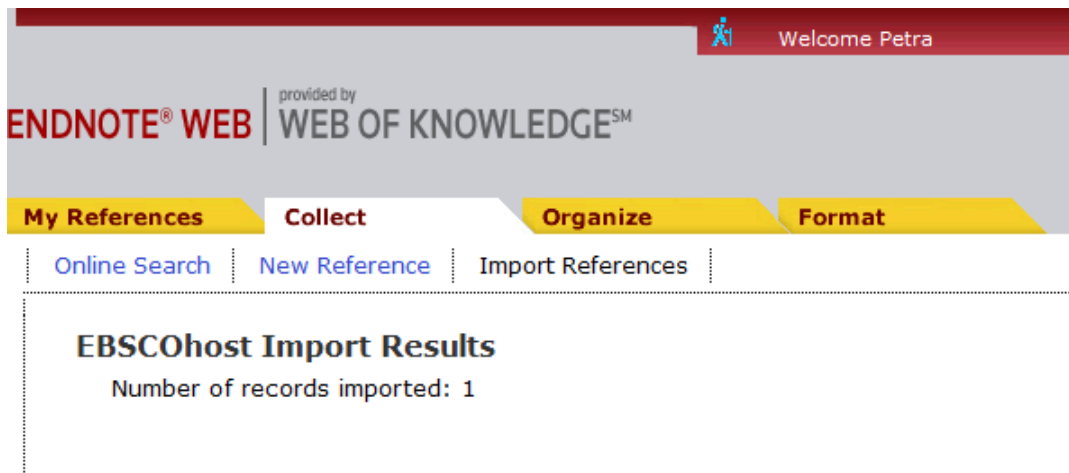 Welcome Petra
ENDNOTE® WEB
provided by
WEB OF KNOWLEDGE℠
My References Collect Organize Format
Online Search New Reference Import References
EBSCOhost Import Results
Number of records imported: 1